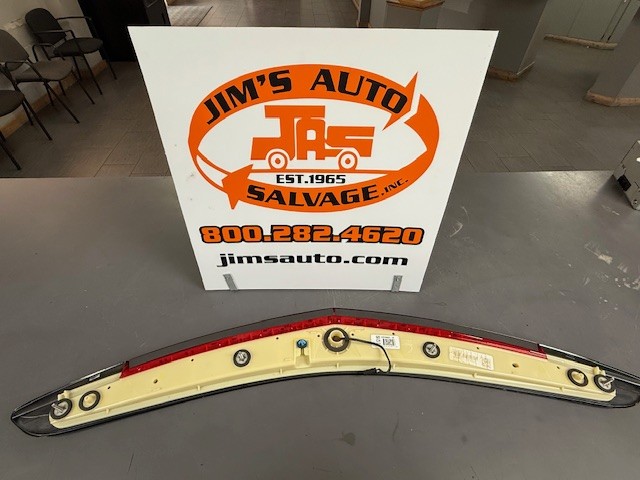 JIM'S AUTO
JAS
EST.1965
SALVAGE, INC.
800.282.4620
jimsauto.com